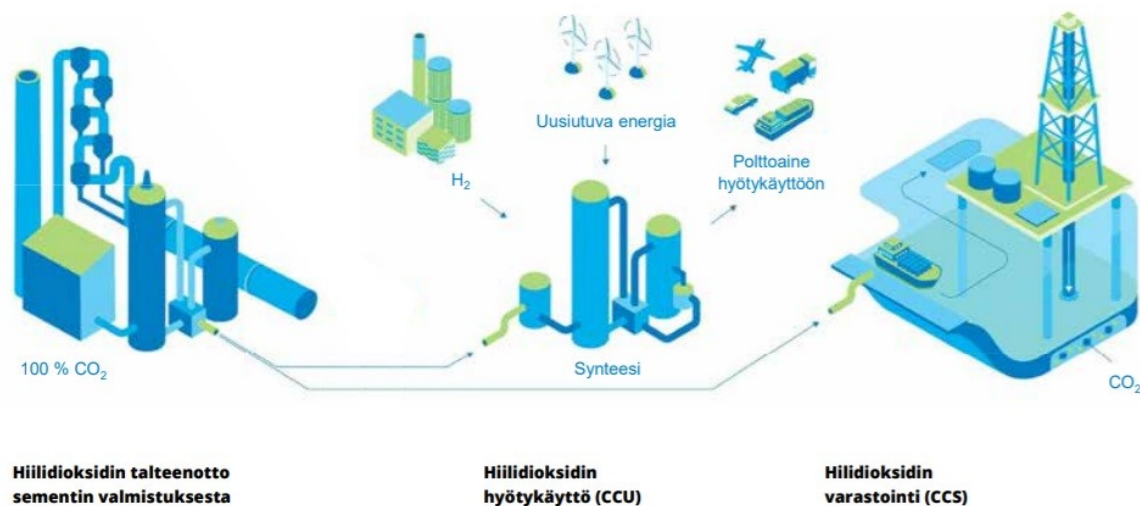 Uusiutuva energia
H₂
Polttoaine
hyötykäyttöön
100 % CO₂
Synteesi
CO₂
Hiilidioksidin talteenotto
sementin valmistuksesta
Hiilidioksidin
hyötykäyttö (CCU)
Hilidioksidin
varastointi (CCS)